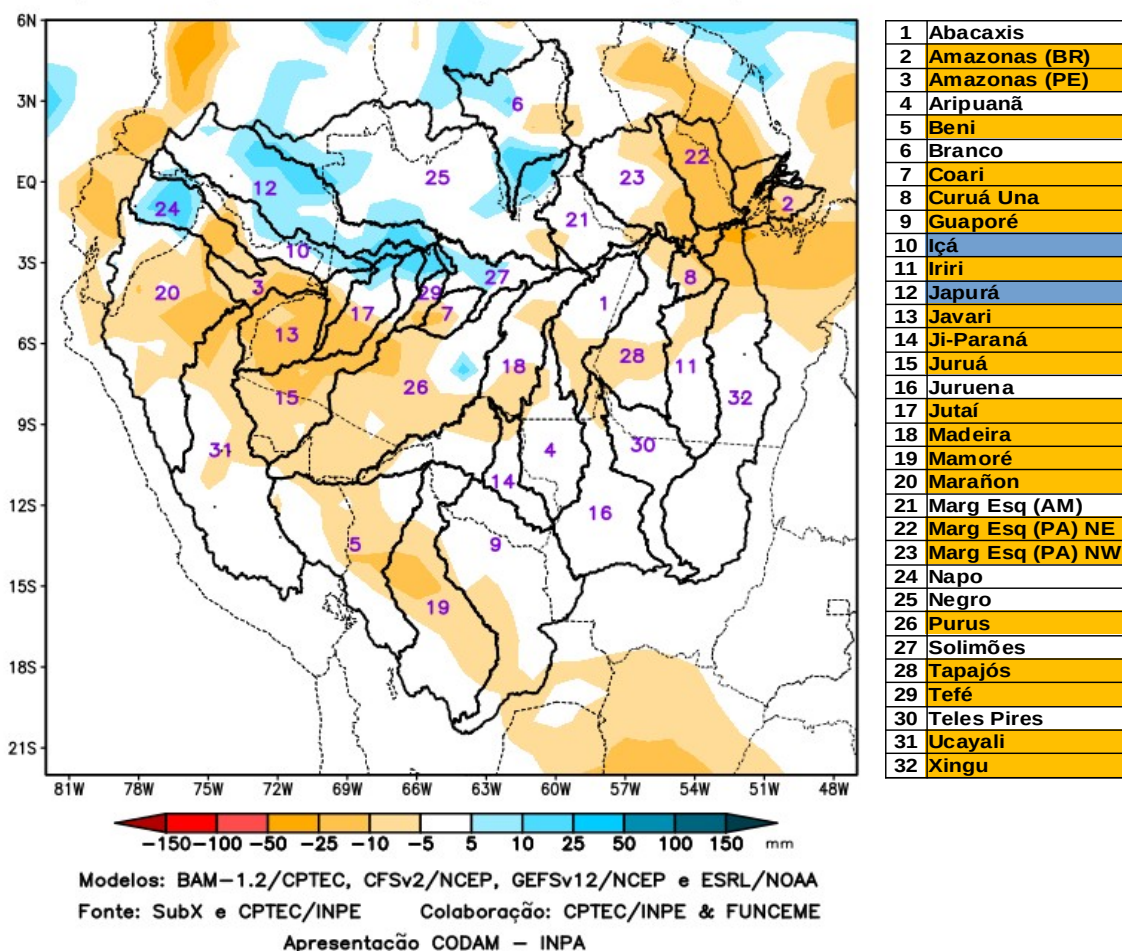 6N
3N
EQ
3S
6S
9S
12S
15S
18S
21S
81W 78W 75W 72W 69W 66W 63W 60W 57W 54W 51W 48W
6
22
25
23
12
2
24
21
10
27
20
3
29
8
17
7
1
13
28
18
11
26
15
32
31
4
30
14
16
5
9
19
-150 -100 -50 -25 -10 -5 5 10 25 50 100 150 mm
Modelos: BAM-1.2/CPTEC, CFSv2/NCEP, GEFSv12/NCEP e ESRL/NOAA
Fonte: SubX e CPTEC/INPE Colaboração: CPTEC/INPE & FUNCEME
Apresentação CODAM - INPA
1 Abacaxis
2 Amazonas (BR)
3 Amazonas (PE)
4 Aripuanã
5 Beni
6 Branco
7 Coari
8 Curuá Una
9 Guaporé
10 Içá
11 Iriri
12 Japurá
13 Javari
14 Ji-Paraná
15 Juruá
16 Juruena
17 Jutaí
18 Madeira
19 Mamoré
20 Marañon
21 Marg Esq (AM)
22 Marg Esq (PA) NE
23 Marg Esq (PA) NW
24 Napo
25 Negro
26 Purus
27 Solimões
28 Tapajós
29 Tefé
30 Teles Pires
31 Ucayali
32 Xingu